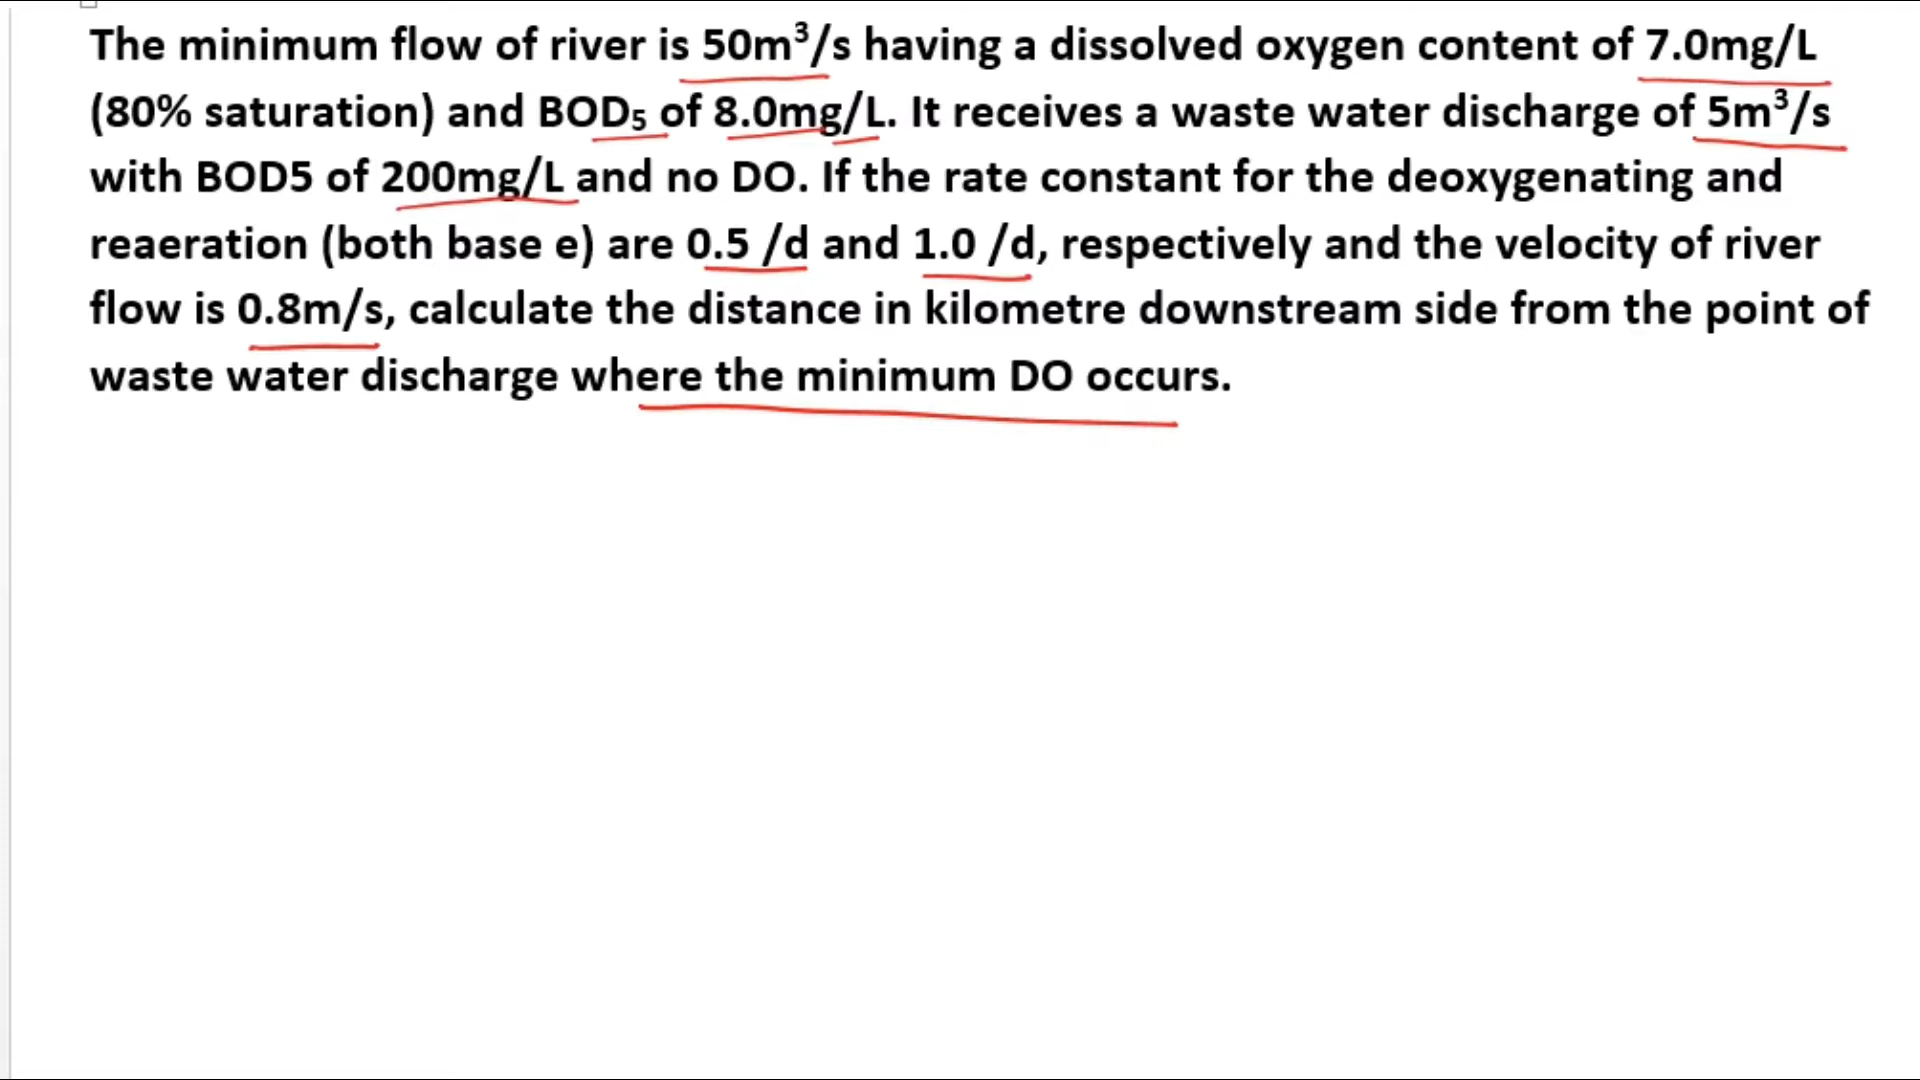 The minimum flow of river is 50m³/s having a dissolved oxygen content of 7.0mg/L
(80% saturation) and BOD₅ of 8.0mg/L. It receives a waste water discharge of 5m³/s
with BOD5 of 200mg/L and no DO. If the rate constant for the deoxygenating and
reaeration (both base e) are 0.5 /d and 1.0 /d, respectively and the velocity of river
flow is 0.8m/s, calculate the distance in kilometre downstream side from the point of
waste water discharge where the minimum DO occurs.